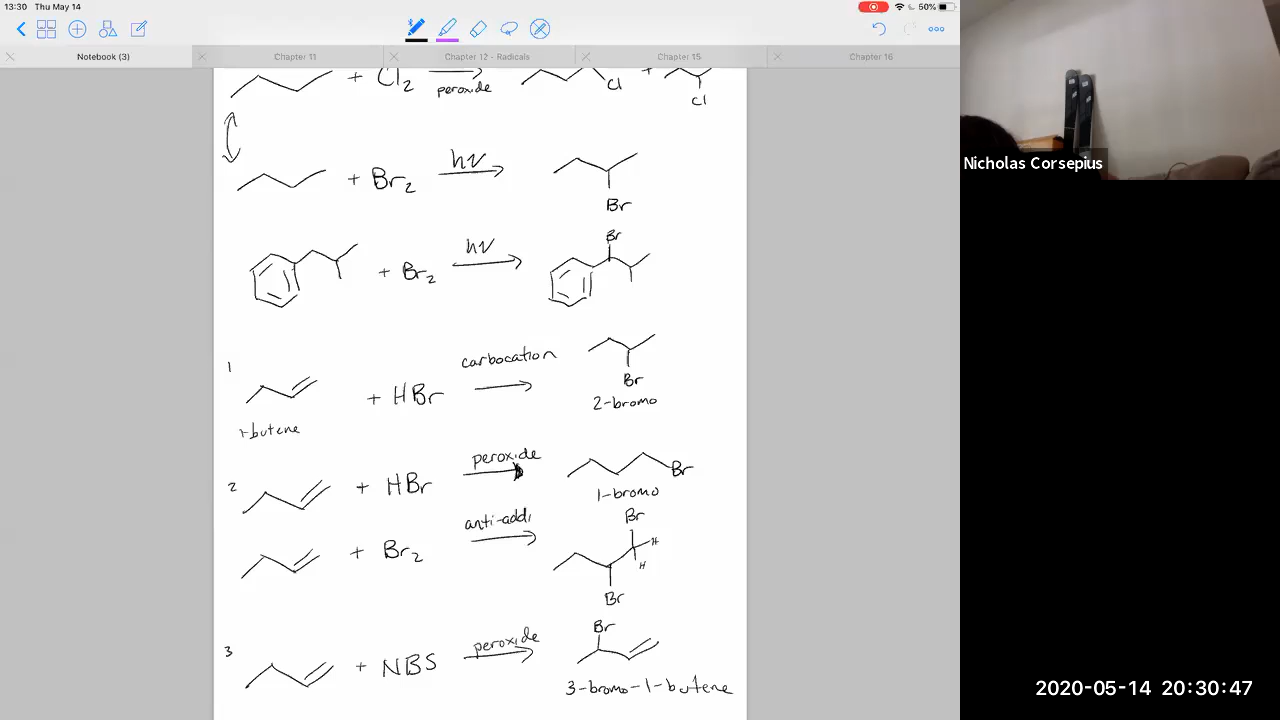 13:30 Thu May 14
50%
Notebook (3) Chapter 11 Chapter 12 - Radicals Chapter 15 Chapter 16
+ Cl2 peroxide Cl + Cl
+ Br2 hν Br
+ Br2 hν Br
1 + HBr carbocation Br
1-butene 2-bromo
2 + HBr peroxide Br
1-bromo
+ Br2 anti-addi Br H H Br
3 + NBS peroxide Br
3-bromo-1-butene
Nicholas Corsepius
2020-05-14 20:30:47